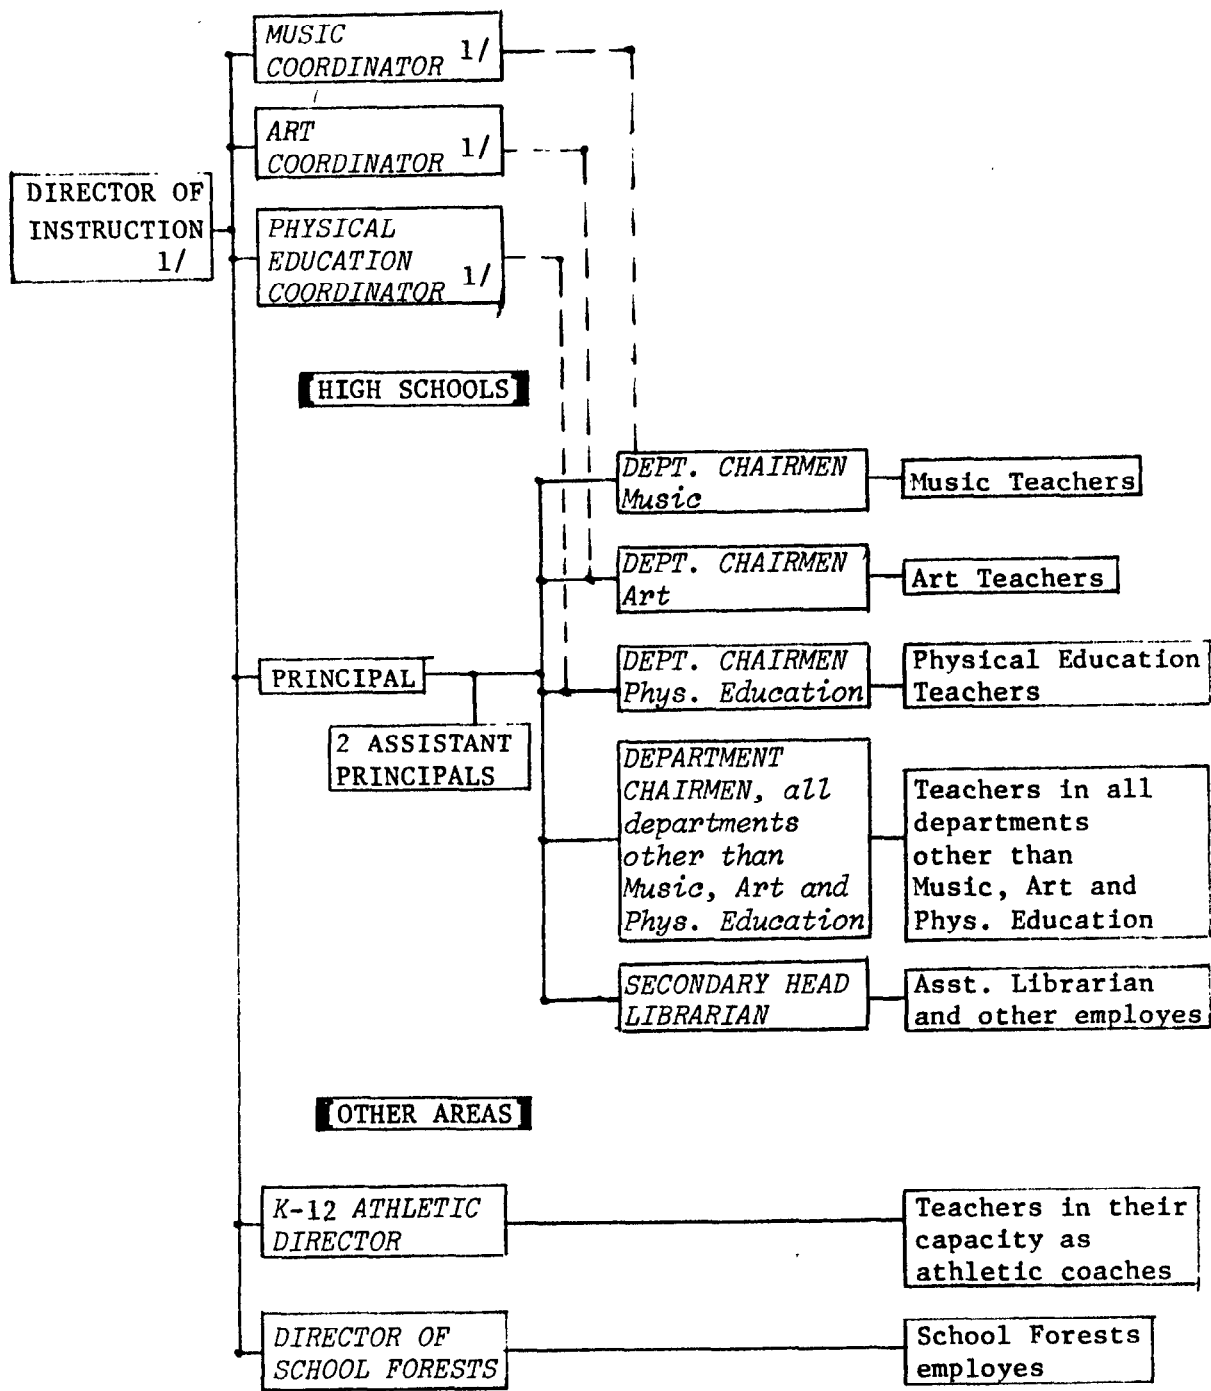 MUSIC
COORDINATOR 1/
ART
COORDINATOR 1/
DIRECTOR OF
INSTRUCTION
1/
PHYSICAL
EDUCATION
COORDINATOR 1/
HIGH SCHOOLS
DEPT. CHAIRMEN
Music
Music Teachers
DEPT. CHAIRMEN
Art
Art Teachers
PRINCIPAL
2 ASSISTANT
PRINCIPALS
DEPT. CHAIRMEN
Phys. Education
Physical Education
Teachers
DEPARTMENT
CHAIRMEN, all
departments
other than
Music, Art and
Phys. Education
Teachers in all
departments
other than
Music, Art and
Phys. Education
SECONDARY HEAD
LIBRARIAN
Asst. Librarian
and other employes
OTHER AREAS
K-12 ATHLETIC
DIRECTOR
Teachers in their
capacity as
athletic coaches
DIRECTOR OF
SCHOOL FORESTS
School Forests
employes